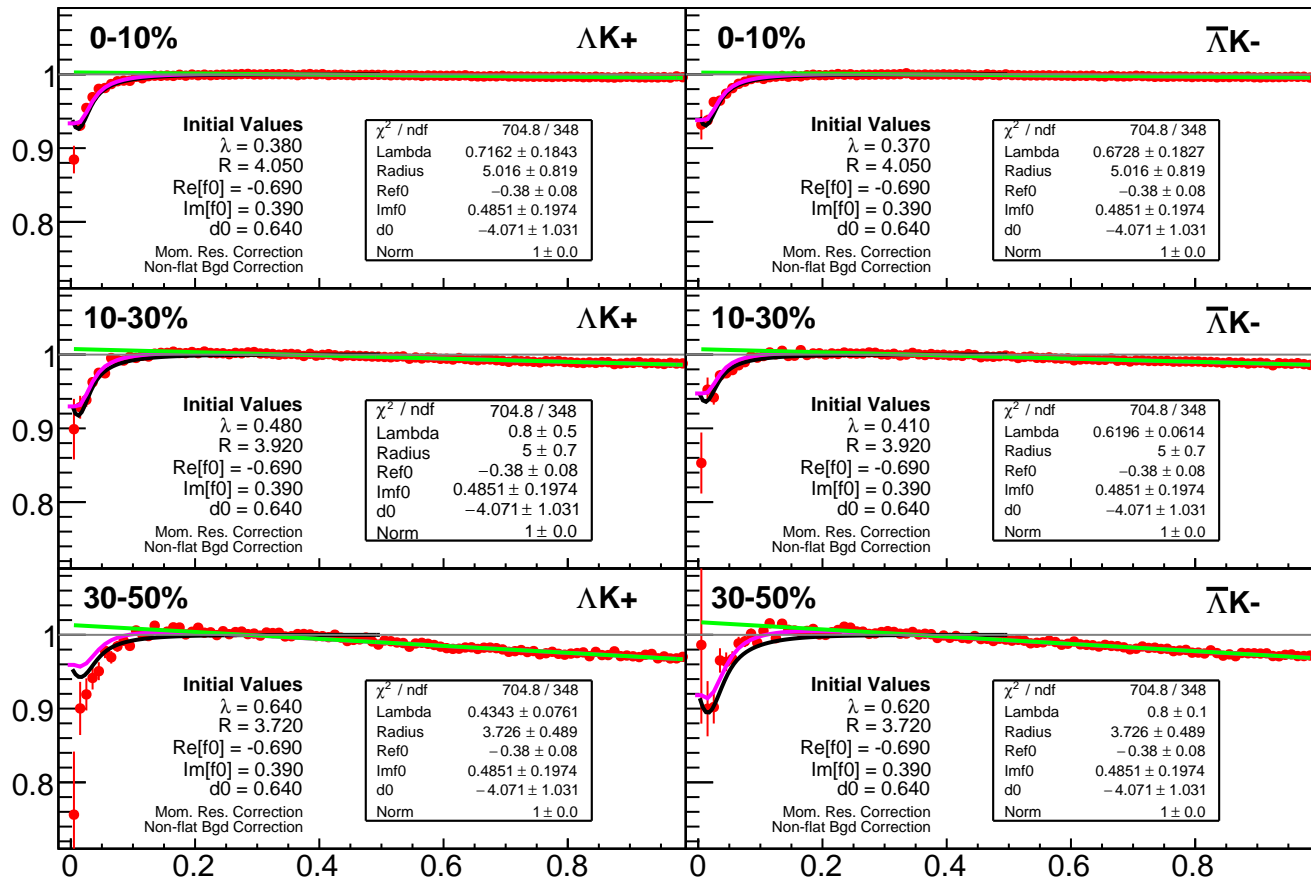 0-10%
ΛK+
1
0.9
0.8
Initial Values
λ = 0.380
R = 4.050
Re[f0] = -0.690
Im[f0] = 0.390
d0 = 0.640
Mom. Res. Correction
Non-flat Bgd Correction
χ² / ndf 704.8 / 348
Lambda 0.7162 ± 0.1843
Radius 5.016 ± 0.819
Ref0 −0.38 ± 0.08
Imf0 0.4851 ± 0.1974
d0 −4.071 ± 1.031
Norm 1 ± 0.0
0-10%
Λ̅K-
Initial Values
λ = 0.370
R = 4.050
Re[f0] = -0.690
Im[f0] = 0.390
d0 = 0.640
Mom. Res. Correction
Non-flat Bgd Correction
χ² / ndf 704.8 / 348
Lambda 0.6728 ± 0.1827
Radius 5.016 ± 0.819
Ref0 −0.38 ± 0.08
Imf0 0.4851 ± 0.1974
d0 −4.071 ± 1.031
Norm 1 ± 0.0
10-30%
ΛK+
1
0.9
0.8
Initial Values
λ = 0.480
R = 3.920
Re[f0] = -0.690
Im[f0] = 0.390
d0 = 0.640
Mom. Res. Correction
Non-flat Bgd Correction
χ² / ndf 704.8 / 348
Lambda 0.8 ± 0.5
Radius 5 ± 0.7
Ref0 −0.38 ± 0.08
Imf0 0.4851 ± 0.1974
d0 −4.071 ± 1.031
Norm 1 ± 0.0
10-30%
Λ̅K-
Initial Values
λ = 0.410
R = 3.920
Re[f0] = -0.690
Im[f0] = 0.390
d0 = 0.640
Mom. Res. Correction
Non-flat Bgd Correction
χ² / ndf 704.8 / 348
Lambda 0.6196 ± 0.0614
Radius 5 ± 0.7
Ref0 −0.38 ± 0.08
Imf0 0.4851 ± 0.1974
d0 −4.071 ± 1.031
Norm 1 ± 0.0
30-50%
ΛK+
1
0.9
0.8
Initial Values
λ = 0.640
R = 3.720
Re[f0] = -0.690
Im[f0] = 0.390
d0 = 0.640
Mom. Res. Correction
Non-flat Bgd Correction
χ² / ndf 704.8 / 348
Lambda 0.4343 ± 0.0761
Radius 3.726 ± 0.489
Ref0 −0.38 ± 0.08
Imf0 0.4851 ± 0.1974
d0 −4.071 ± 1.031
Norm 1 ± 0.0
30-50%
Λ̅K-
Initial Values
λ = 0.620
R = 3.720
Re[f0] = -0.690
Im[f0] = 0.390
d0 = 0.640
Mom. Res. Correction
Non-flat Bgd Correction
χ² / ndf 704.8 / 348
Lambda 0.8 ± 0.1
Radius 3.726 ± 0.489
Ref0 −0.38 ± 0.08
Imf0 0.4851 ± 0.1974
d0 −4.071 ± 1.031
Norm 1 ± 0.0
0 0.2 0.4 0.6 0.8 0 0.2 0.4 0.6 0.8